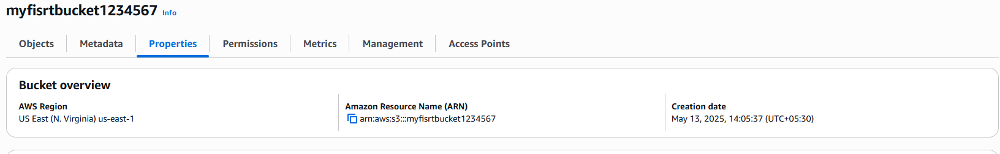 myfisrtbucket1234567 Info
Objects Metadata Properties Permissions Metrics Management Access Points
Bucket overview
AWS Region
US East (N. Virginia) us-east-1
Amazon Resource Name (ARN)
arn:aws:s3:::myfisrtbucket1234567
Creation date
May 13, 2025, 14:05:37 (UTC+05:30)